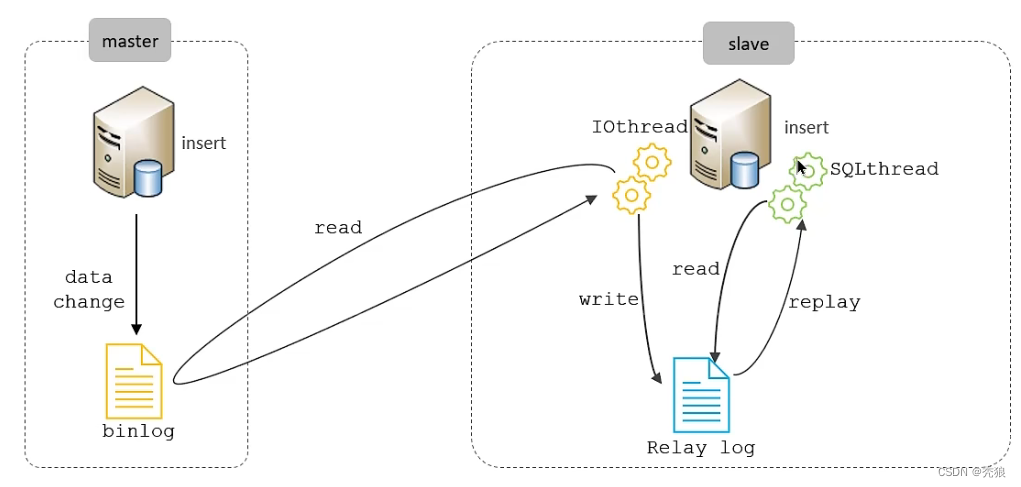 master
slave
insert
IOthread
insert
SQLthread
read
data
change
write
read
replay
binlog
Relay log
CSDN @秃狼